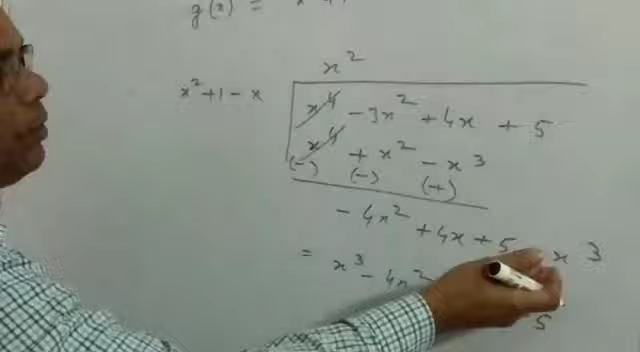 g(x) =
x²
x² + 1 - x
x⁴ - 3x² + 4x + 5
x⁴ + x² - x³
(-) (-) (+)
- 4x² + 4x + 5 x³
= x³ - 4x² 5